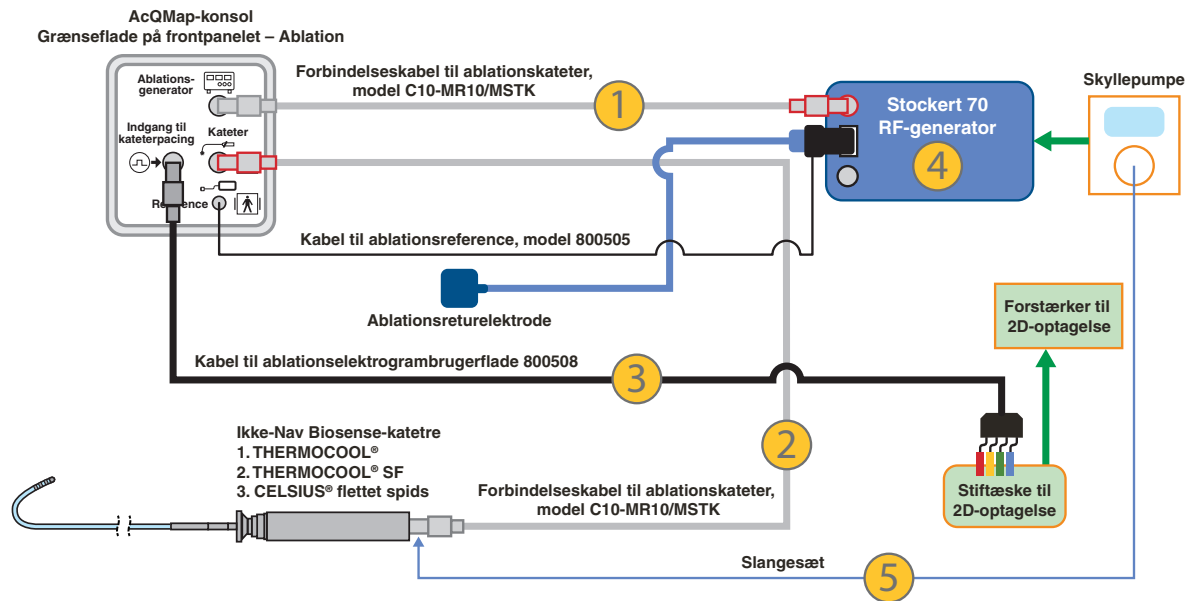 AcQMap-konsol
Grænseflade på frontpanelet – Ablation
Ablations-
generator
Indgang til
kateterpacing
Kateter
Reference
Forbindelseskabel til ablationskateter,
model C10-MR10/MSTK
1
Stockert 70
RF-generator
4
Skyllepumpe
Kabel til ablationsreference, model 800505
Ablationsreturelektrode
Forstærker til
2D-optagelse
Kabel til ablationselektrogrambrugerflade 800508
3
Ikke-Nav Biosense-katetre
1. THERMOCOOL®
2. THERMOCOOL® SF
3. CELSIUS® flettet spids
2
Forbindelseskabel til ablationskateter,
model C10-MR10/MSTK
Stiftæske til
2D-optagelse
Slangesæt
5